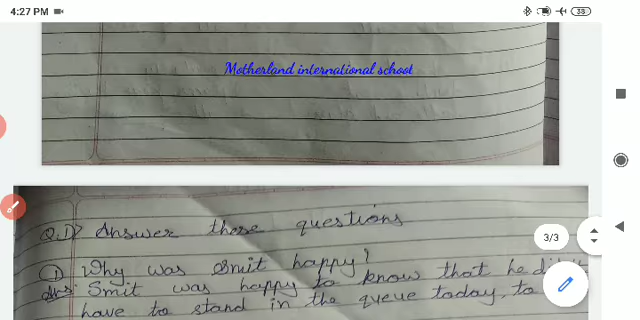 4:27 PM
38
Motherland international school
Q.D> Answer these questions
3/3
① Why was Smit happy?
Ans: Smit was happy to know that he
have to stand in the queue today, to